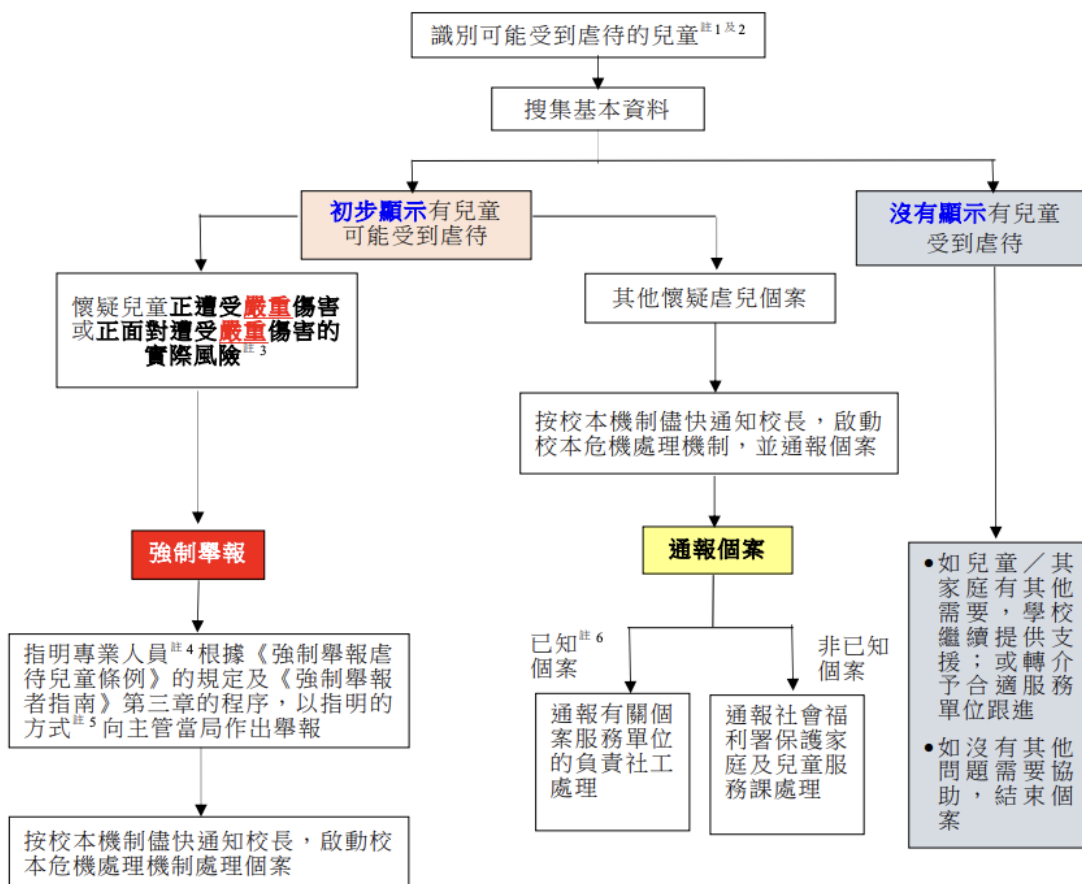 識別可能受到虐待的兒童註1及2
搜集基本資料
初步顯示有兒童
可能受到虐待
沒有顯示有兒童
受到虐待
懷疑兒童正遭受嚴重傷害
或正面對遭受嚴重傷害的
實際風險註3
其他懷疑虐兒個案
按校本機制儘快通知校長，啟動
校本危機處理機制，並通報個案
強制舉報
通報個案
指明專業人員註4根據《強制舉報虐
待兒童條例》的規定及《強制舉報
者指南》第三章的程序，以指明的
方式註5向主管當局作出舉報
按校本機制儘快通知校長，啟動校
本危機處理機制處理個案
已知註6
個案
非已知
個案
通報有關個
案服務單位
的負責社工
處理
通報社會福
利署保護家
庭及兒童服
務課處理
•如兒童／其
家庭有其他
需要，學校
繼續提供支
援；或轉介
予合適服務
單位跟進
•如沒有其他
問題需要協
助，結束個
案